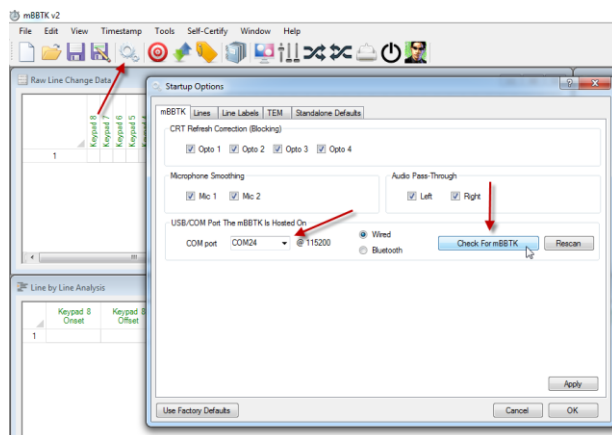 mBBTK v2
File Edit View Timestamp Tools Self-Certify Window Help
Raw Line Change Data
Keypad 8
Keypad 7
Keypad 6
Keypad 5
1
Startup Options
mBBTK Lines Line Labels TEM Standalone Defaults
CRT Refresh Correction (Blocking)
Opto 1 Opto 2 Opto 3 Opto 4
Microphone Smoothing
Mic 1 Mic 2
Audio Pass-Through
Left Right
USB/COM Port The mBBTK Is Hosted On
COM port COM24 @ 115200
Wired
Bluetooth
Check For mBBTK Rescan
Line by Line Analysis
Keypad 8 Onset
Keypad 8 Offset
1
Apply
Use Factory Defaults Cancel OK